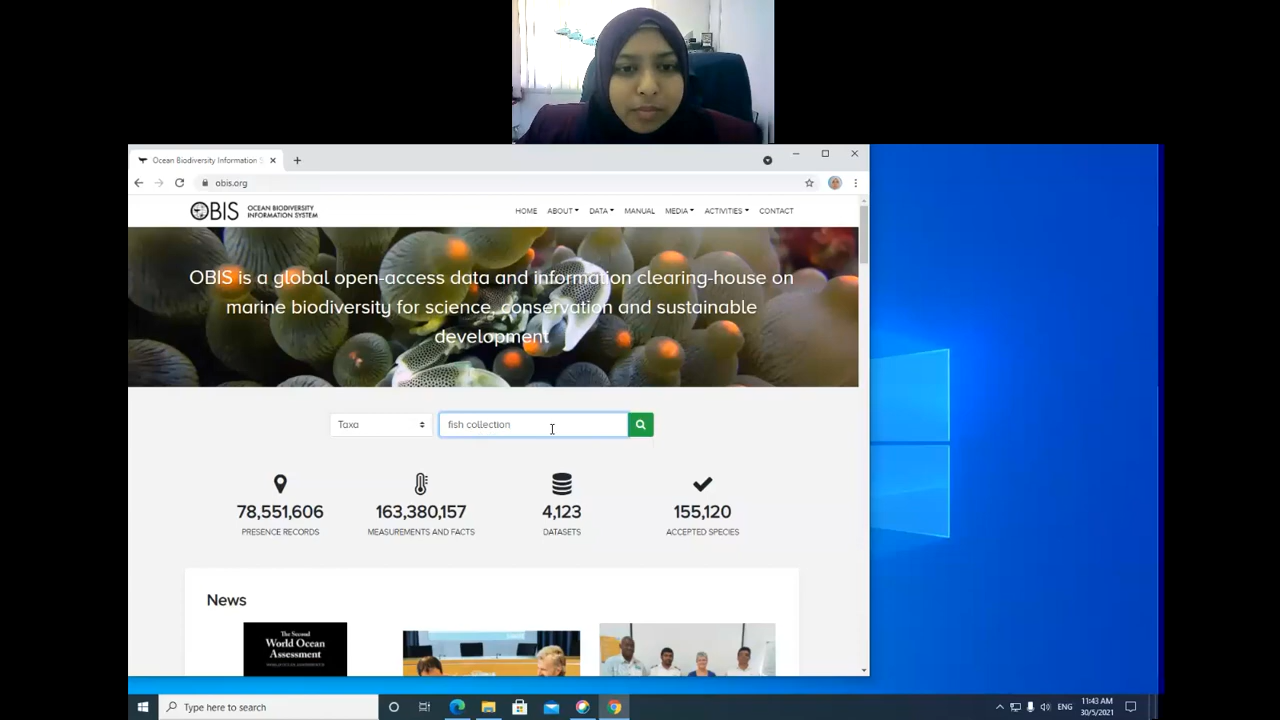 Ocean Biodiversity Information S
obis.org
OBIS OCEAN BIODIVERSITY
INFORMATION SYSTEM
HOME ABOUT DATA MANUAL MEDIA ACTIVITIES CONTACT
OBIS is a global open-access data and information clearing-house on
marine biodiversity for science, conservation and sustainable
development
Taxa fish collection
78,551,606 163,380,157 4,123 155,120
PRESENCE RECORDS MEASUREMENTS AND FACTS DATASETS ACCEPTED SPECIES
News
The Second
World Ocean
Assessment
Type here to search
ENG
11:43 AM
30/5/2021